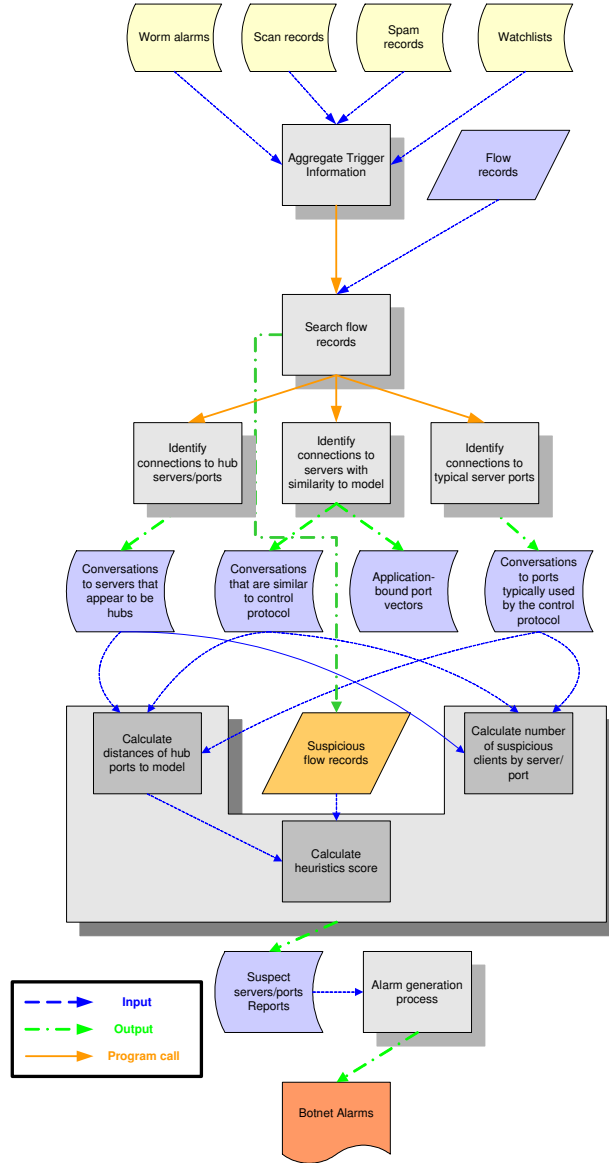 Worm alarms
Scan records
Spam
records
Watchlists
Aggregate Trigger
Information
Flow
records
Search flow
records
Identify
connections to hub
servers/ports
Identify
connections to
servers with
similarity to model
Identify
connections to
typical server ports
Conversations
to servers that
appear to be
hubs
Conversations
that are similar
to control
protocol
Application-
bound port
vectors
Conversations
to ports
typically used
by the control
protocol
Calculate
distances of hub
ports to model
Suspicious
flow records
Calculate number
of suspicious
clients by server/
port
Calculate
heuristics score
Suspect
servers/ports
Reports
Alarm generation
process
Input
Output
Program call
Botnet Alarms